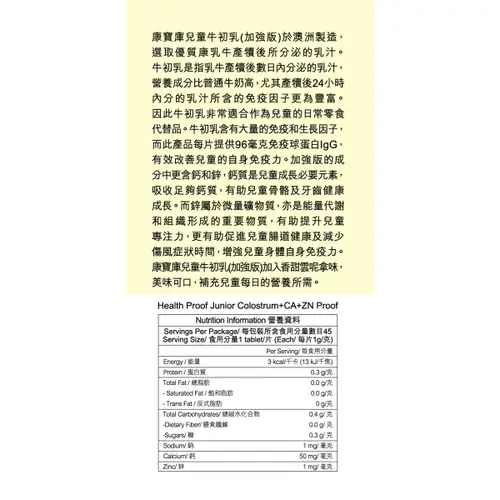 康寶庫兒童牛初乳(加強版)於澳洲製造，
選取優質康乳牛產犢後所分泌的乳汁。
牛初乳是指乳牛產犢後數日內分泌的乳汁，
營養成分比普通牛奶高，尤其產犢後24小時
內分的乳汁所含的免疫因子更為豐富。
因此牛初乳非常適合作為兒童的日常零食
代替品。牛初乳含有大量的免疫和生長因子，
而此產品每片提供96毫克免疫球蛋白IgG，
有效改善兒童的自身免疫力。加強版的成
分中更含鈣和鋅，鈣質是兒童成長必要元素，
吸收足夠鈣質，有助兒童骨骼及牙齒健康
成長。而鋅屬於微量礦物質，亦是能量代謝
和組織形成的重要物質，有助提升兒童
專注力，更有助促進兒童腸道健康及減少
傷風症狀時間，增強兒童身體自身免疫力。
康寶庫兒童牛初乳(加強版)加入香甜雲呢拿味，
美味可口，補充兒童每日的營養所需。
Health Proof Junior Colostrum+CA+ZN Proof
Nutrition Information 營養資料
Servings Per Package/ 每包裝所含食用分量數目45
Serving Size/ 食用分量1 tablet/片 (Each/ 每片1g/克)
Per Serving/ 每食用分量
Energy / 能量 3 kcal/千卡 (13 kJ/千焦)
Protein / 蛋白質 0.3 g/克
Total Fat / 總脂肪 0.0 g/克
- Saturated Fat / 飽和脂肪 0.0 g/克
- Trans Fat / 反式脂肪 0 g/克
Total Carbohydrates/ 總碳水化合物 0.4 g/ 克
-Dietary Fiber/ 膳食纖維 0.0 g/ 克
-Sugars/ 糖 0.3 g/ 克
Sodium/ 鈉 1 mg/ 毫克
Calcium/ 鈣 50 mg/ 毫克
Zinc/ 鋅 1 mg/ 毫克